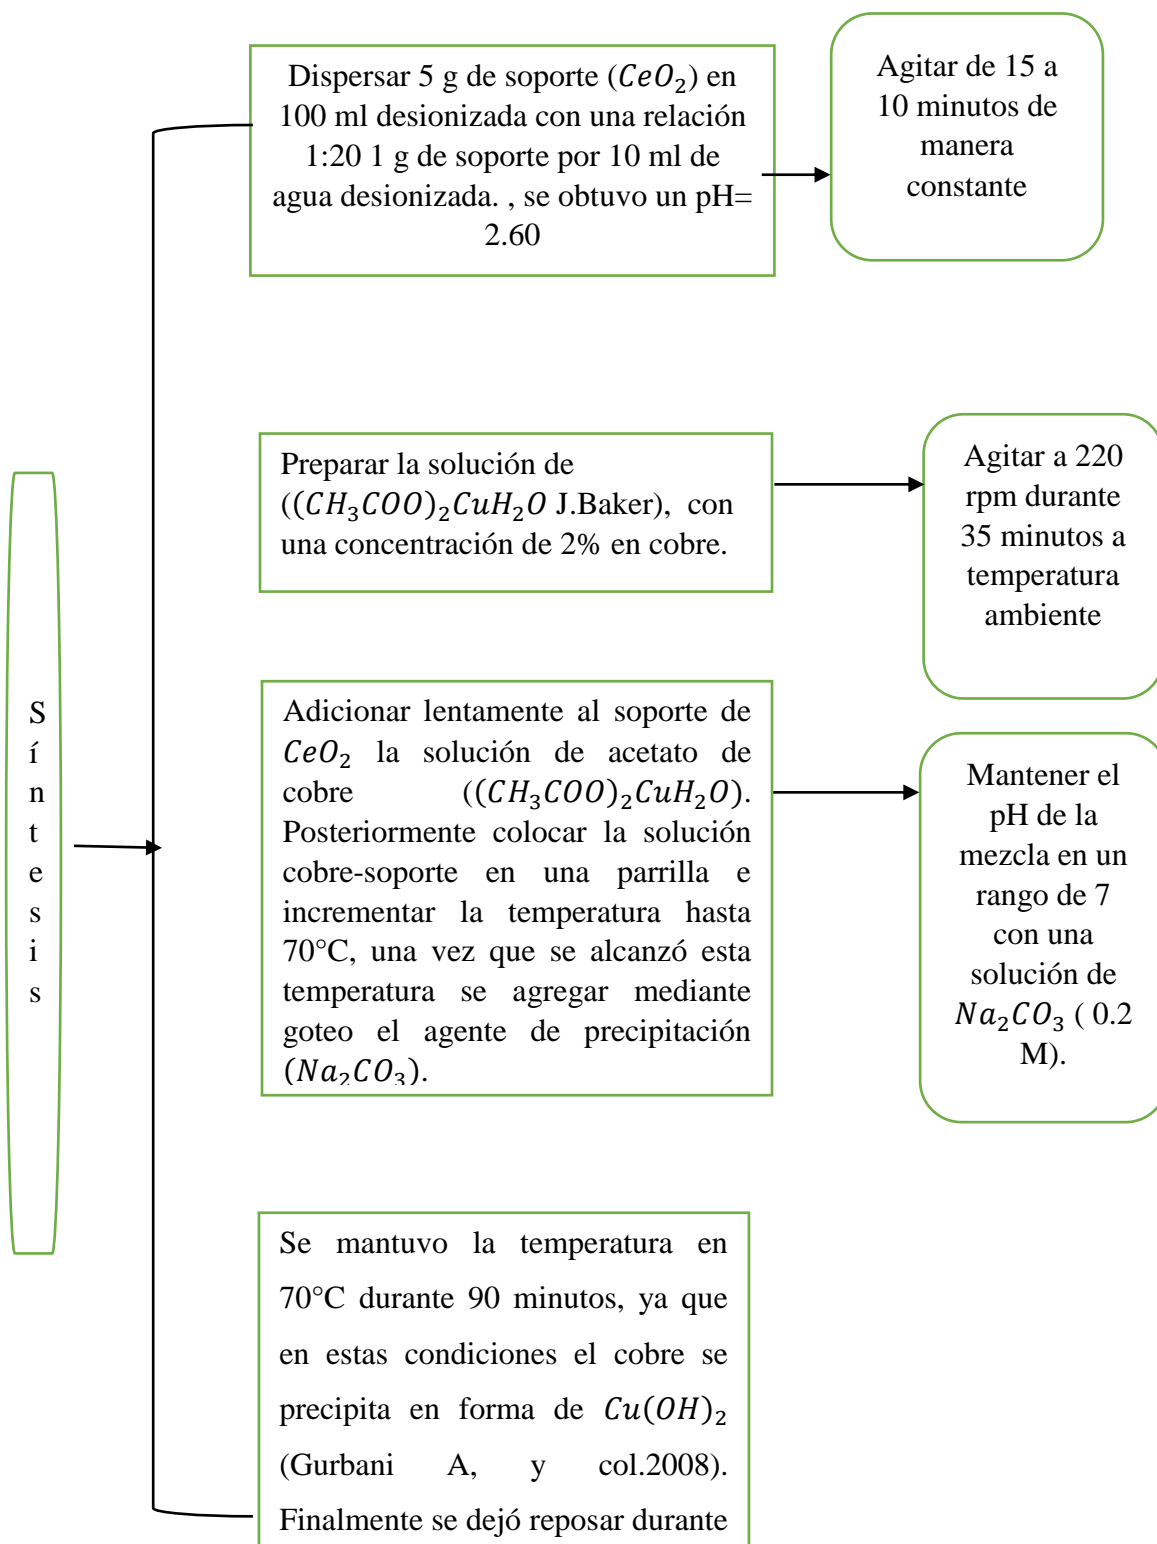 Dispersar 5 g de soporte (CeO₂) en
100 ml desionizada con una relación
1:20 1 g de soporte por 10 ml de
agua desionizada. , se obtuvo un pH=
2.60
Agitar de 15 a
10 minutos de
manera
constante
Preparar la solución de
((CH₃COO)₂CuH₂O J.Baker), con
una concentración de 2% en cobre.
Agitar a 220
rpm durante
35 minutos a
temperatura
ambiente
S
í
n
t
e
s
i
s
Adicionar lentamente al soporte de
CeO₂ la solución de acetato de
cobre ((CH₃COO)₂CuH₂O).
Posteriormente colocar la solución
cobre-soporte en una parrilla e
incrementar la temperatura hasta
70°C, una vez que se alcanzó esta
temperatura se agregar mediante
goteo el agente de precipitación
(Na₂CO₃).
Mantener el
pH de la
mezcla en un
rango de 7
con una
solución de
Na₂CO₃ ( 0.2
M).
Se mantuvo la temperatura en
70°C durante 90 minutos, ya que
en estas condiciones el cobre se
precipita en forma de Cu(OH)₂
(Gurbani A, y col.2008).
Finalmente se dejó reposar durante